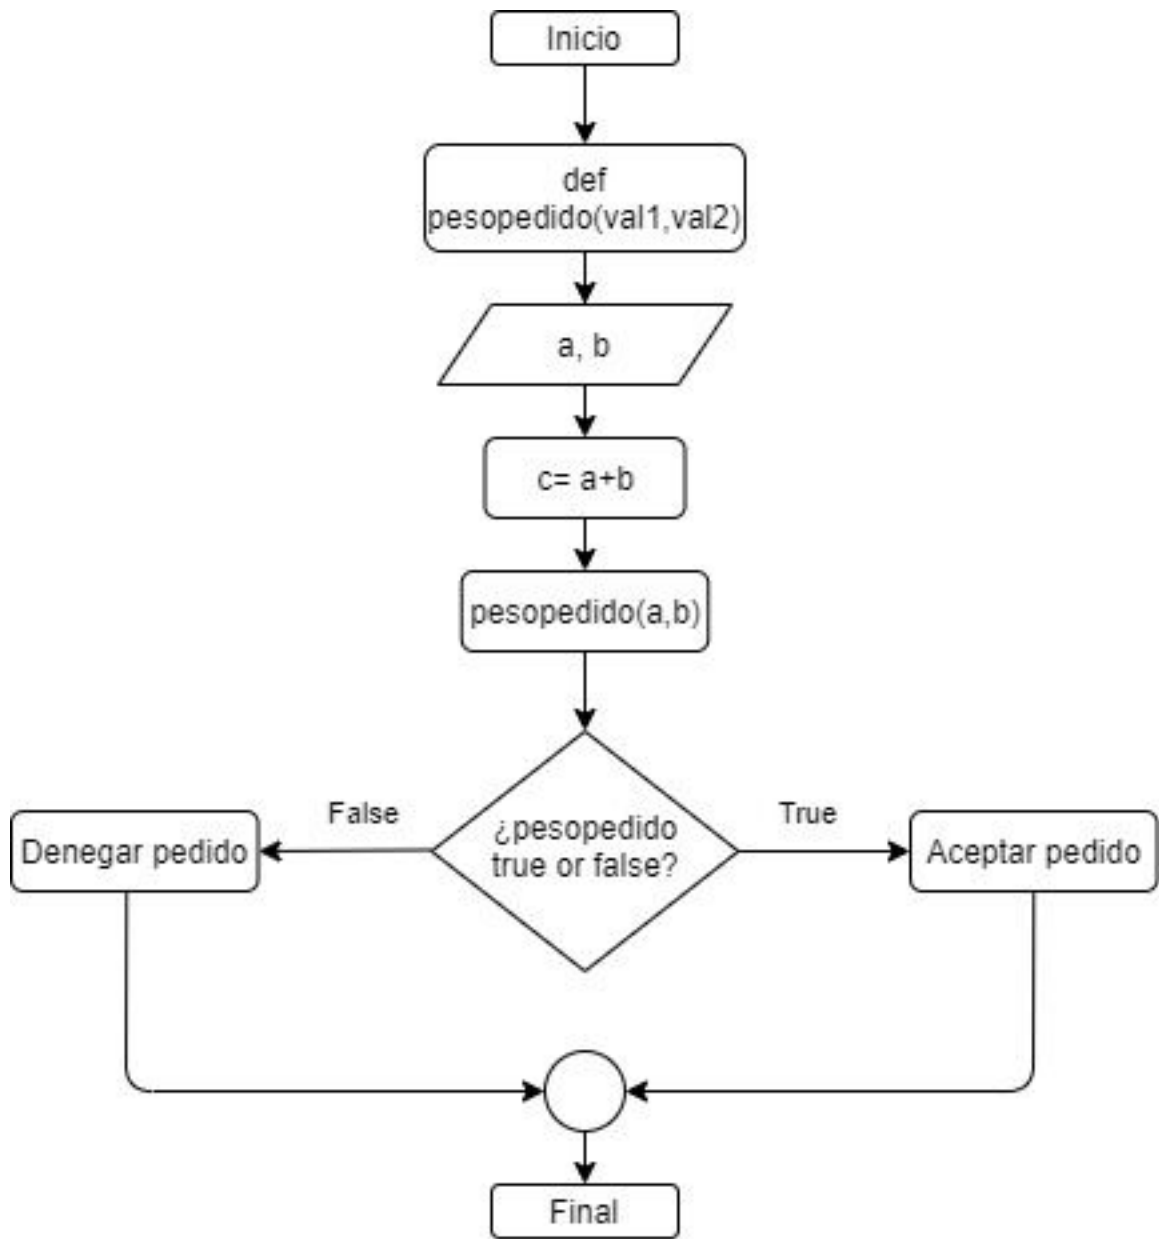 Inicio
def
pesopedido(val1,val2)
a, b
c= a+b
pesopedido(a,b)
False
True
Denegar pedido
¿pesopedido
true or false?
Aceptar pedido
Final